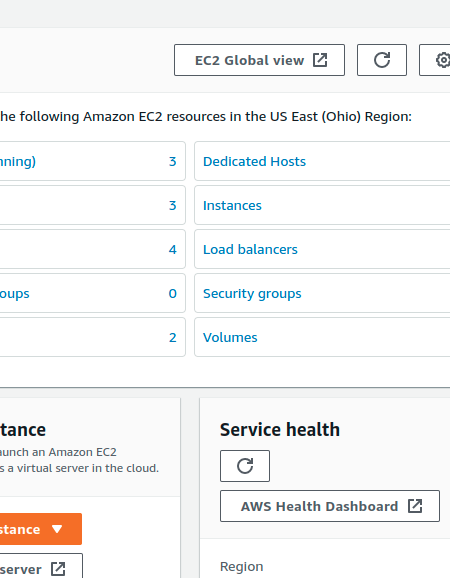 EC2 Global view
he following Amazon EC2 resources in the US East (Ohio) Region:
nning) 3 Dedicated Hosts
3 Instances
4 Load balancers
oups 0 Security groups
2 Volumes
tance
aunch an Amazon EC2
s a virtual server in the cloud.
stance
server
Service health
AWS Health Dashboard
Region